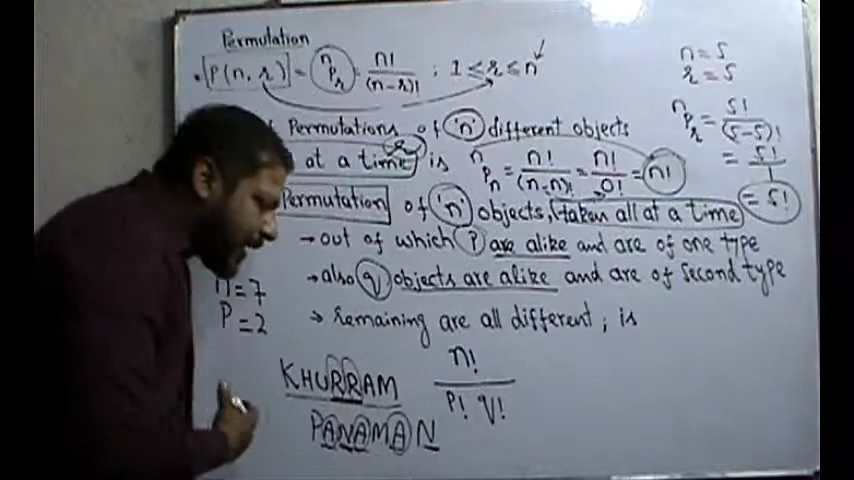 Permutation
P(n, r) = nPr = n!/(n-r)! ; 1 ≤ r ≤ n
Permutations of 'n' different objects
at a time is nPn = n!/(n-n)! = n!/0! = n!
Permutation of 'n' objects, taken all at a time
→ out of which P are alike and are of one type
→ also q objects are alike and are of second type
→ Remaining are all different, is
n!/P! q!
n = 7
P = 2
KHURRAM
PANAMAN
n = 5
r = 5
nPr = 5!/(5-5)!
= 5!/1
= 5!